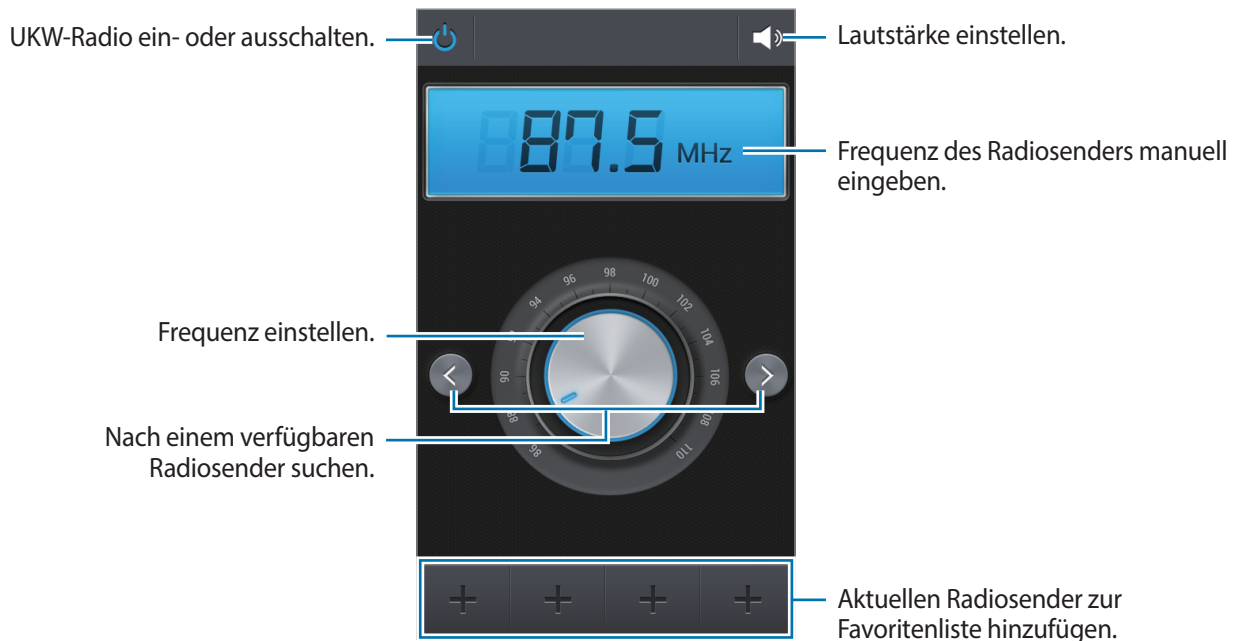 UKW-Radio ein- oder ausschalten.
Lautstärke einstellen.
87.5 MHz
Frequenz des Radiosenders manuell
eingeben.
Frequenz einstellen.
86
88
90
92
94
96
98
100
102
104
106
108
110
Nach einem verfügbaren
Radiosender suchen.
Aktuellen Radiosender zur
Favoritenliste hinzufügen.